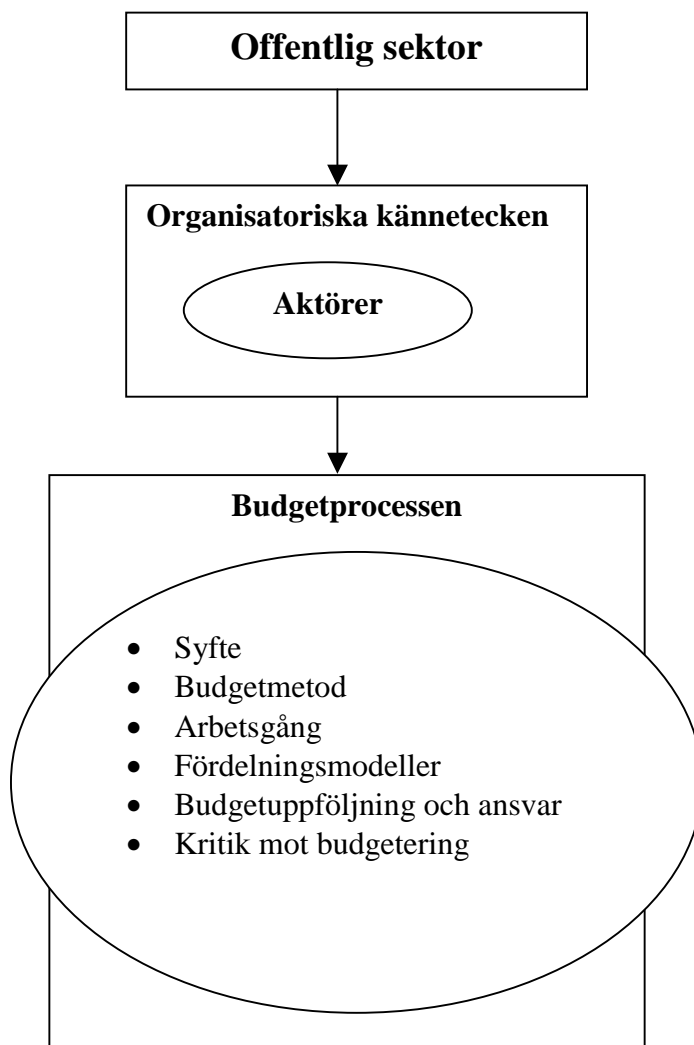 Offentlig sektor
Organisatoriska kännetecken
Aktörer
Budgetprocessen
• Syfte
• Budgetmetod
• Arbetsgång
• Fördelningsmodeller
• Budgetuppföljning och ansvar
• Kritik mot budgetering